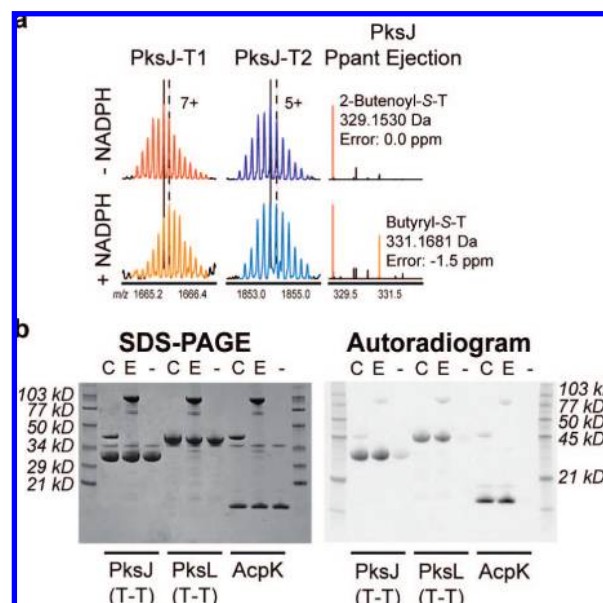 a
PksJ-T1
PksJ-T2
PksJ
Ppant Ejection
- NADPH
7+
5+
2-Butenoyl-S-T
329.1530 Da
Error: 0.0 ppm
+ NADPH
Butyryl-S-T
331.1681 Da
Error: -1.5 ppm
m/z 1665.2 1666.4
1853.0 1855.0
329.5 331.5
b
SDS-PAGE
Autoradiogram
C E - C E - C E -
C E - C E - C E -
103 kD
77 kD
50 kD
34 kD
29 kD
21 kD
103 kD
77 kD
50 kD
45 kD
21 kD
PksJ
(T-T)
PksL
(T-T)
AcpK
PksJ
(T-T)
PksL
(T-T)
AcpK